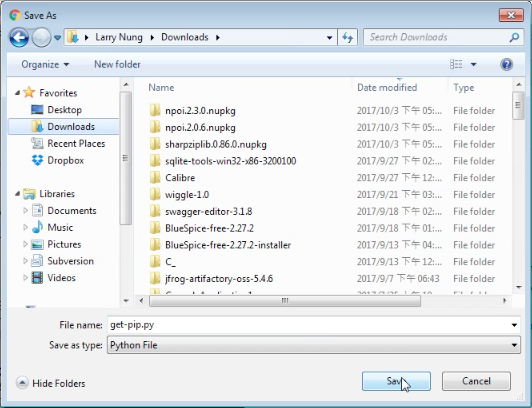 Save As
Larry Nung
Downloads
Search Downloads
Organize
New folder
Favorites
Desktop
Downloads
Recent Places
Dropbox
Libraries
Documents
Music
Pictures
Subversion
Videos
Name
Date modified
Type
npoi.2.3.0.nupkg 2017/10/3 下午 05:... File folder
npoi.2.0.6.nupkg 2017/10/3 下午 05:... File folder
sharpziplib.0.86.0.nupkg 2017/10/3 下午 05:... File folder
sqlite-tools-win32-x86-3200100 2017/9/27 下午 02:... File folder
Calibre 2017/9/27 下午 12:... File folder
wiggle-1.0 2017/9/21 下午 03:... File folder
swagger-editor-3.1.8 2017/9/18 下午 02:... File folder
BlueSpice-free-2.27.2 2017/9/18 下午 01:... File folder
BlueSpice-free-2.27.2-installer 2017/9/13 下午 04:... File folder
C_ 2017/9/13 下午 12:... File folder
jfrog-artifactory-oss-5.4.6 2017/9/7 下午 06:43 File folder
File name: get-pip.py
Save as type: Python File
Hide Folders
Save
Cancel